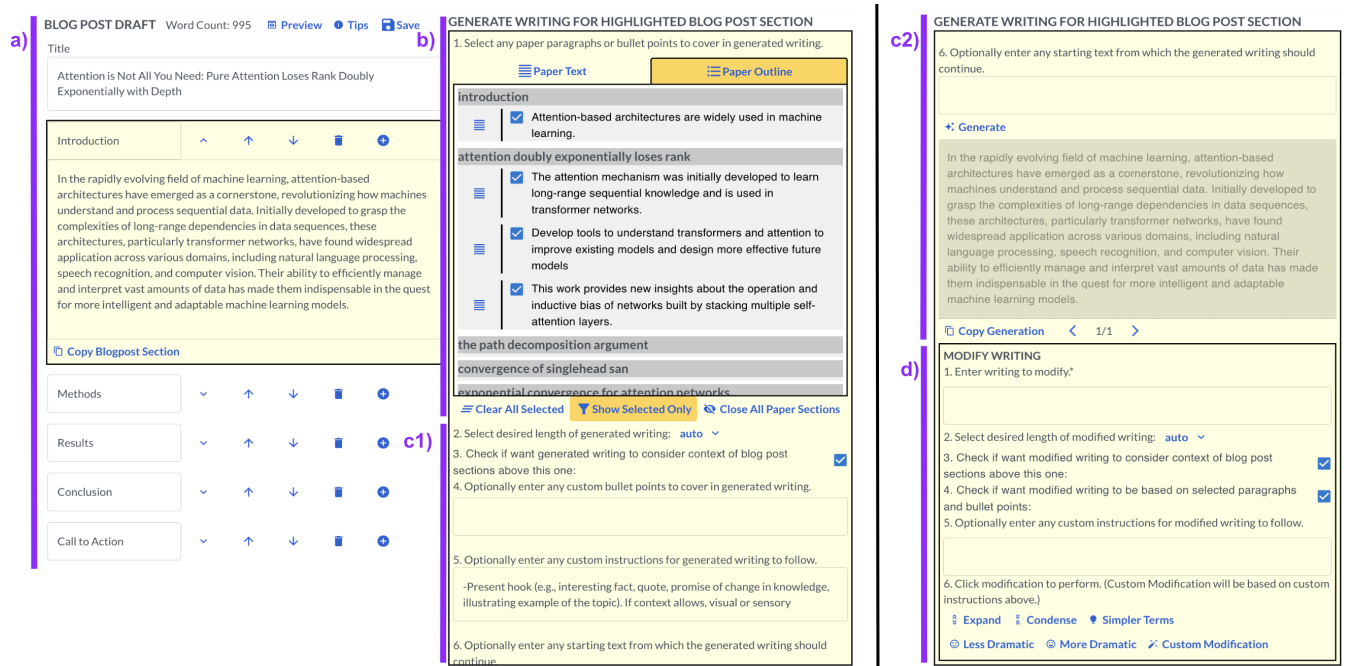 a)
BLOG POST DRAFT Word Count: 995 Preview Tips Save
Title
Attention is Not All You Need: Pure Attention Loses Rank Doubly
Exponentially with Depth
Introduction
In the rapidly evolving field of machine learning, attention-based
architectures have emerged as a cornerstone, revolutionizing how machines
understand and process sequential data. Initially developed to grasp the
complexities of long-range dependencies in data sequences, these
architectures, particularly transformer networks, have found widespread
application across various domains, including natural language processing,
speech recognition, and computer vision. Their ability to efficiently manage
and interpret vast amounts of data has made them indispensable in the quest
for more intelligent and adaptable machine learning models.
Copy Blogpost Section
Methods
Results
Conclusion
Call to Action
b)
GENERATE WRITING FOR HIGHLIGHTED BLOG POST SECTION
1. Select any paper paragraphs or bullet points to cover in generated writing.
Paper Text Paper Outline
introduction
Attention-based architectures are widely used in machine
learning.
attention doubly exponentially loses rank
The attention mechanism was initially developed to learn
long-range sequential knowledge and is used in
transformer networks.
Develop tools to understand transformers and attention to
improve existing models and design more effective future
models
This work provides new insights about the operation and
inductive bias of networks built by stacking multiple self-
attention layers.
the path decomposition argument
convergence of singlehead san
exponential convergence for attention networks
Clear All Selected Show Selected Only Close All Paper Sections
c1)
2. Select desired length of generated writing: auto
3. Check if want generated writing to consider context of blog post
sections above this one:
4. Optionally enter any custom bullet points to cover in generated writing.
5. Optionally enter any custom instructions for generated writing to follow.
-Present hook (e.g., interesting fact, quote, promise of change in knowledge,
illustrating example of the topic). If context allows, visual or sensory
6. Optionally enter any starting text from which the generated writing should
continue.
c2)
GENERATE WRITING FOR HIGHLIGHTED BLOG POST SECTION
6. Optionally enter any starting text from which the generated writing should
continue.
Generate
In the rapidly evolving field of machine learning, attention-based
architectures have emerged as a cornerstone, revolutionizing how
machines understand and process sequential data. Initially developed to
grasp the complexities of long-range dependencies in data sequences,
these architectures, particularly transformer networks, have found
widespread application across various domains, including natural
language processing, speech recognition, and computer vision. Their
ability to efficiently manage and interpret vast amounts of data has made
them indispensable in the quest for more intelligent and adaptable
machine learning models.
Copy Generation 1/1
d)
MODIFY WRITING
1. Enter writing to modify.*
2. Select desired length of modified writing: auto
3. Check if want modified writing to consider context of blog post
sections above this one:
4. Check if want modified writing to be based on selected paragraphs
and bullet points:
5. Optionally enter any custom instructions for modified writing to follow.
6. Click modification to perform. (Custom Modification will be based on custom
instructions above.)
Expand Condense Simpler Terms
Less Dramatic More Dramatic Custom Modification